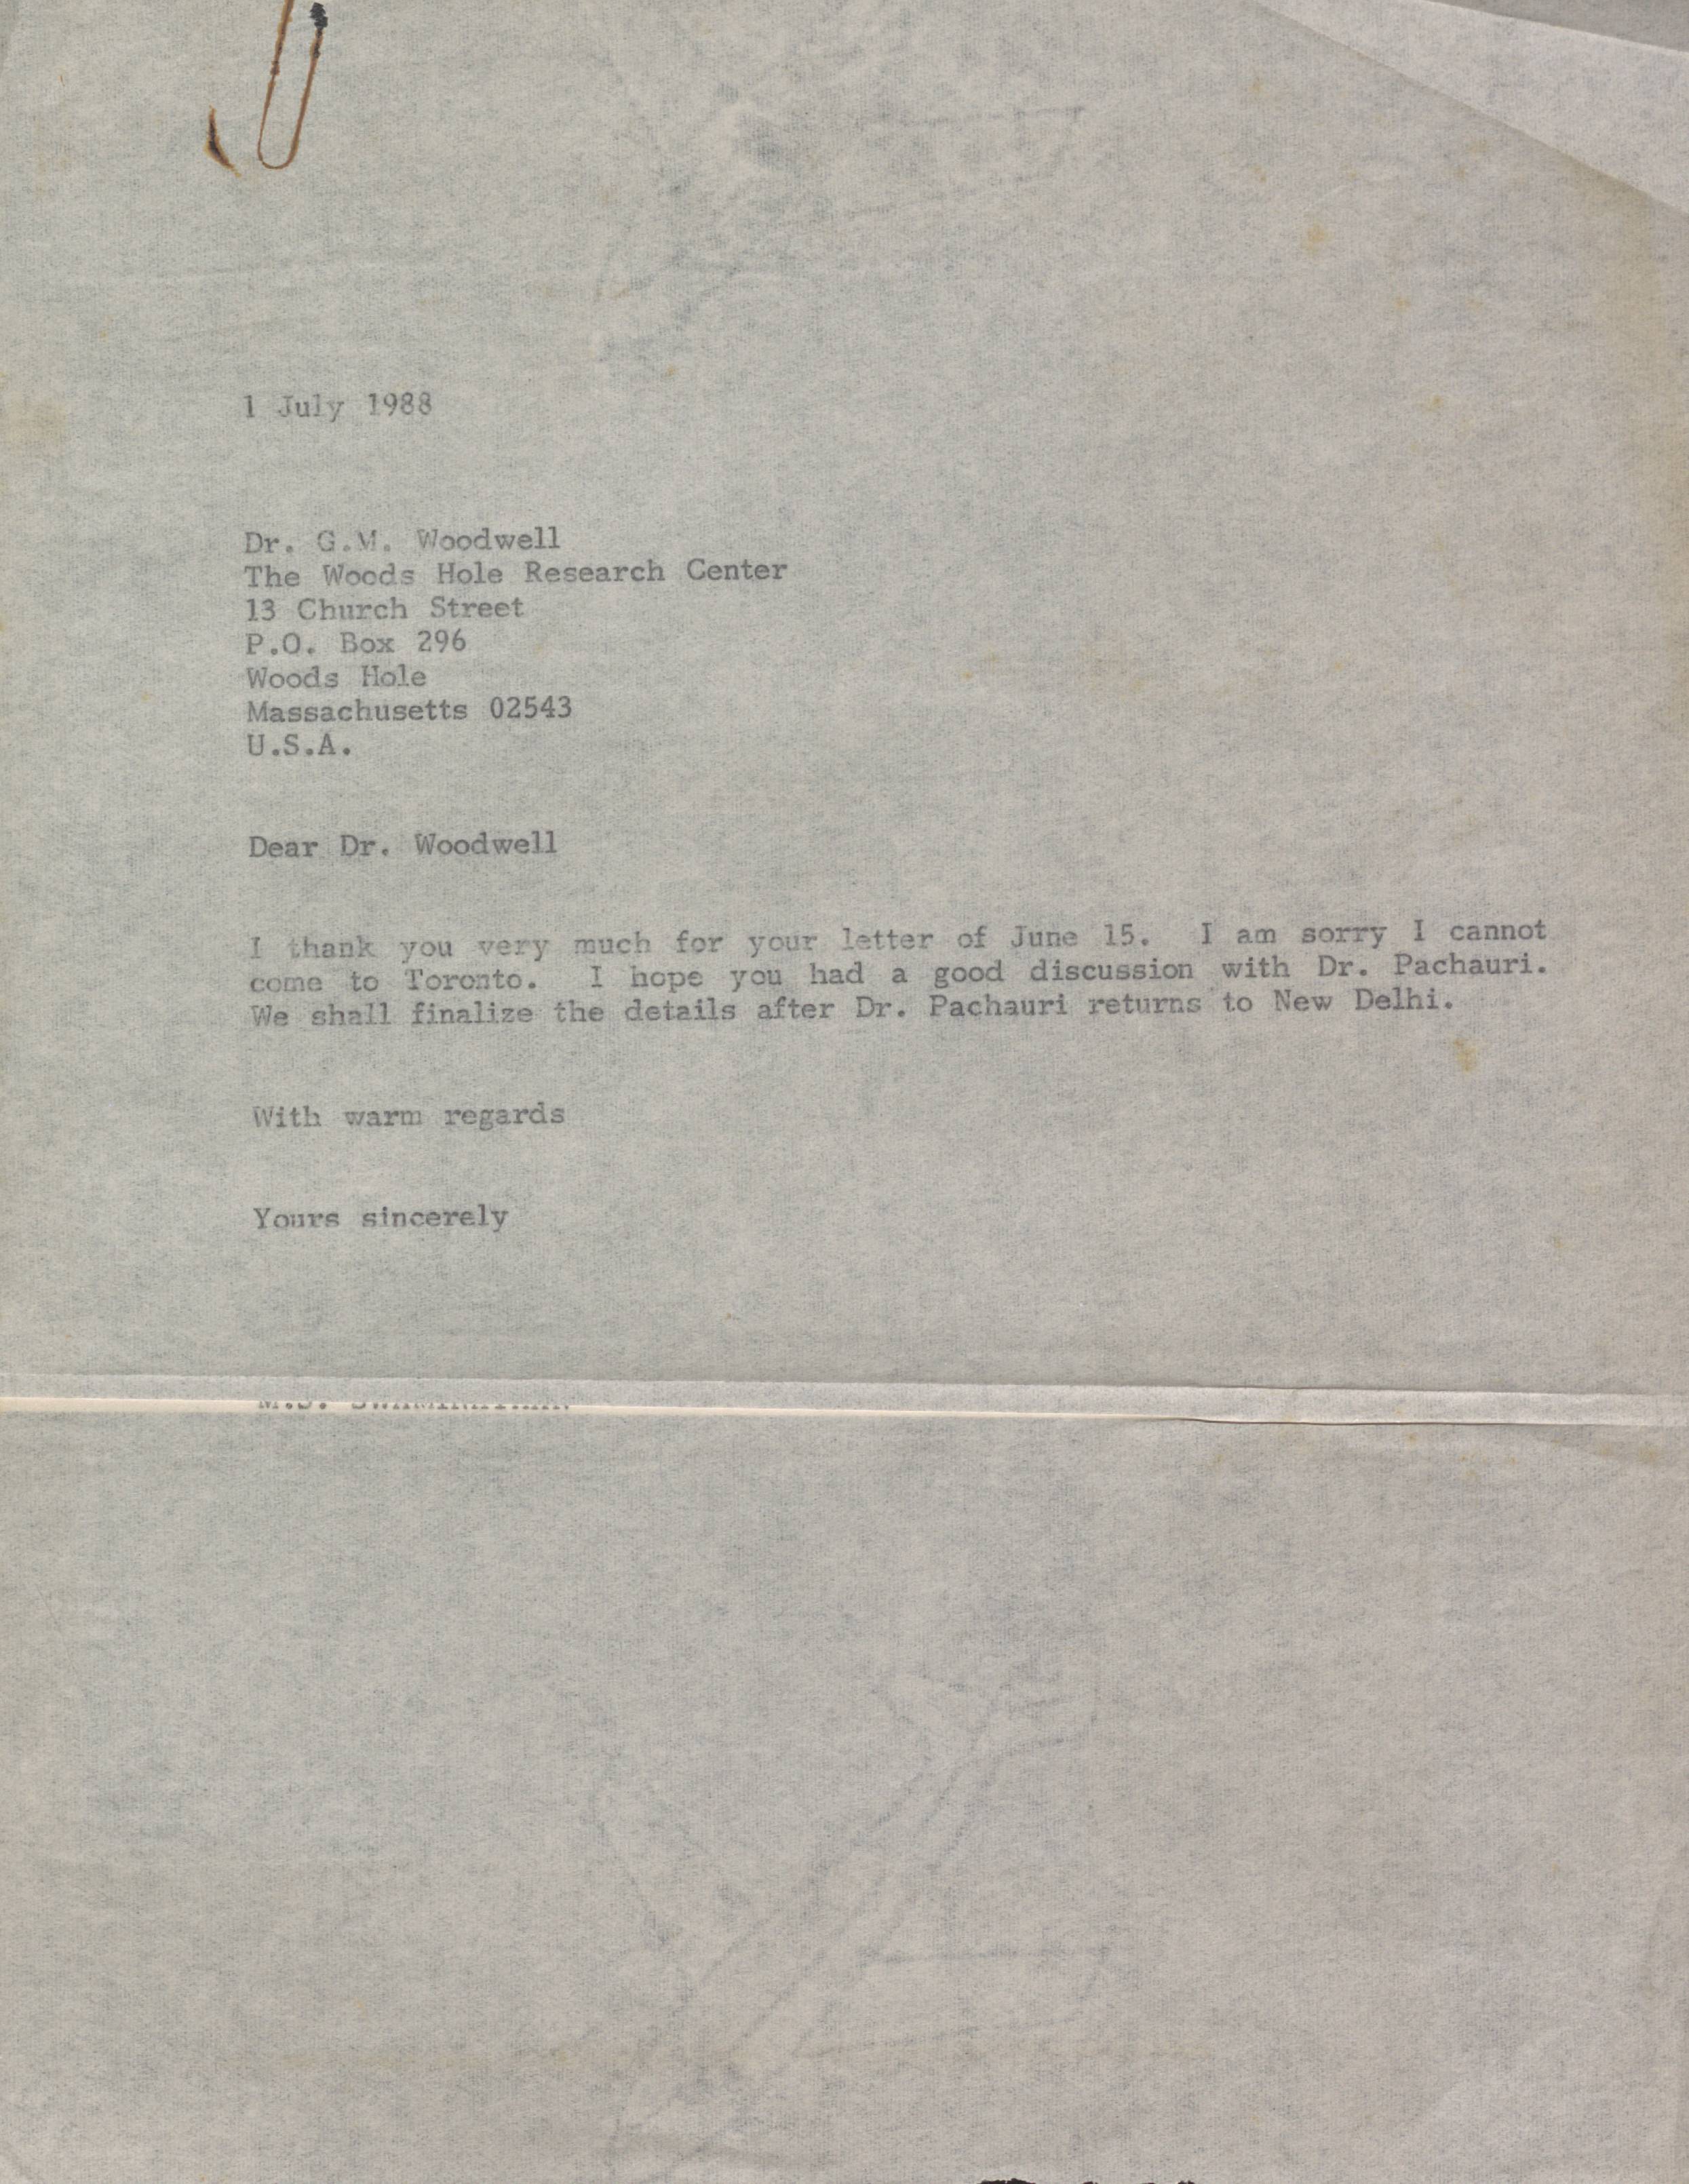 1 July 1988
Dr. G.M. Woodwell
The Woods Hole Research Center
13 Church Street
P.O. Box 296
Woods Hole
Massachusetts 02543
U.S.A.
Dear Dr. Woodwell
I thank you very much for your letter of June 15. I am sorry I cannot
come to Toronto. I hope you had a good discussion with Dr. Pachauri.
We shall finalize the details after Dr. Pachauri returns to New Delhi.
With warm regards
Yours sincerely
M.S. SWAMINATHAN